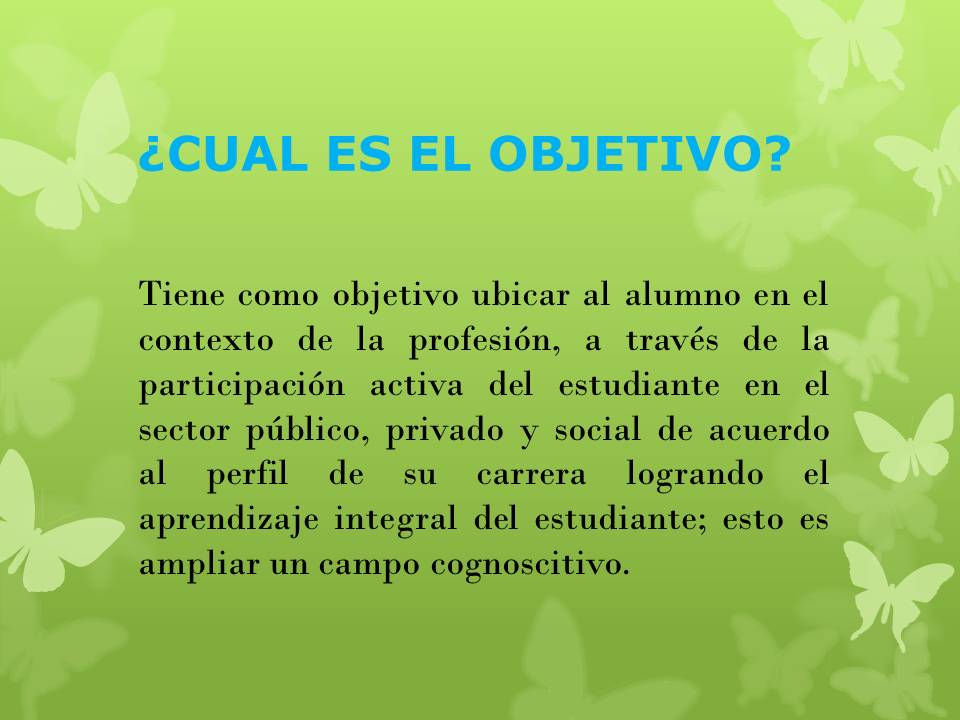 ¿CUAL ES EL OBJETIVO?
Tiene como objetivo ubicar al alumno en el
contexto de la profesión, a través de la
participación activa del estudiante en el
sector público, privado y social de acuerdo
al perfil de su carrera logrando el
aprendizaje integral del estudiante; esto es
ampliar un campo cognoscitivo.